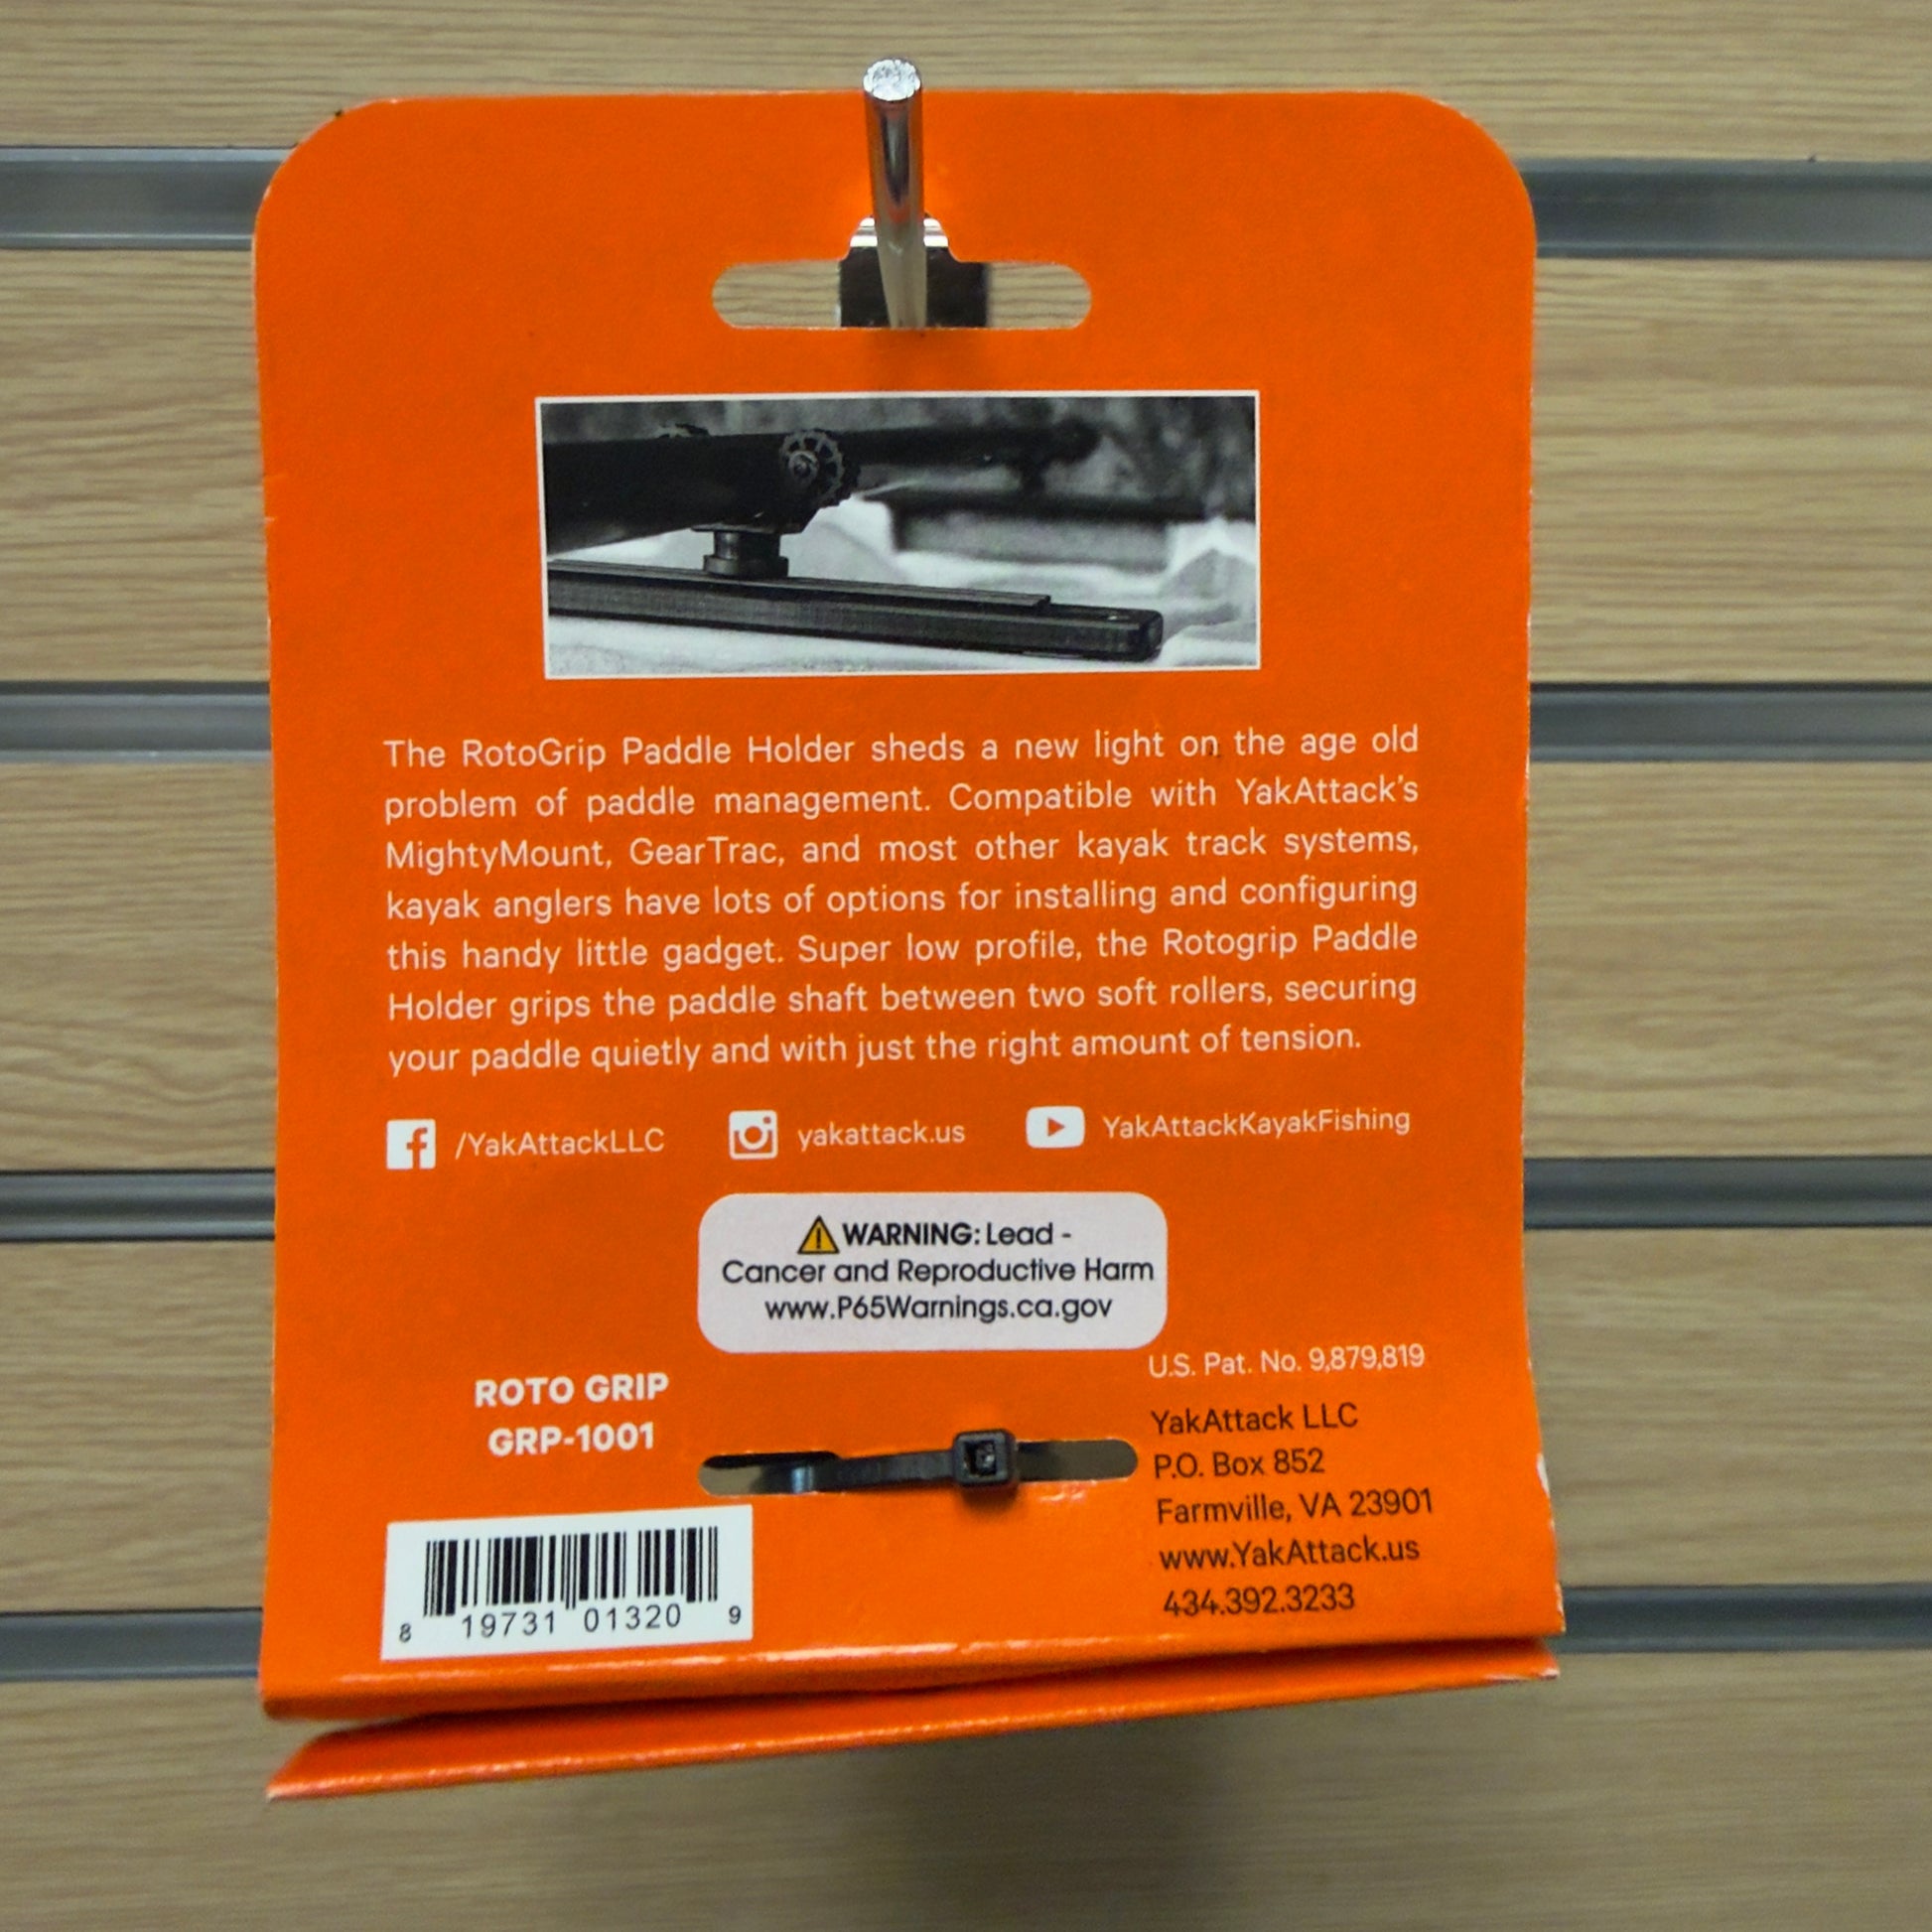 The RotoGrip Paddle Holder sheds a new light on the age old
problem of paddle management. Compatible with YakAttack's
MightyMount, GearTrac, and most other kayak track systems,
kayak anglers have lots of options for installing and configuring
this handy little gadget. Super low profile, the Rotogrip Paddle
Holder grips the paddle shaft between two soft rollers, securing
your paddle quietly and with just the right amount of tension.
/YakAttackLLC yakattack.us YakAttackKayakFishing
WARNING: Lead -
Cancer and Reproductive Harm
www.P65Warnings.ca.gov
ROTO GRIP
GRP-1001
8 19731 01320 9
U.S. Pat. No. 9,879,819
YakAttack LLC
P.O. Box 852
Farmville, VA 23901
www.YakAttack.us
434.392.3233